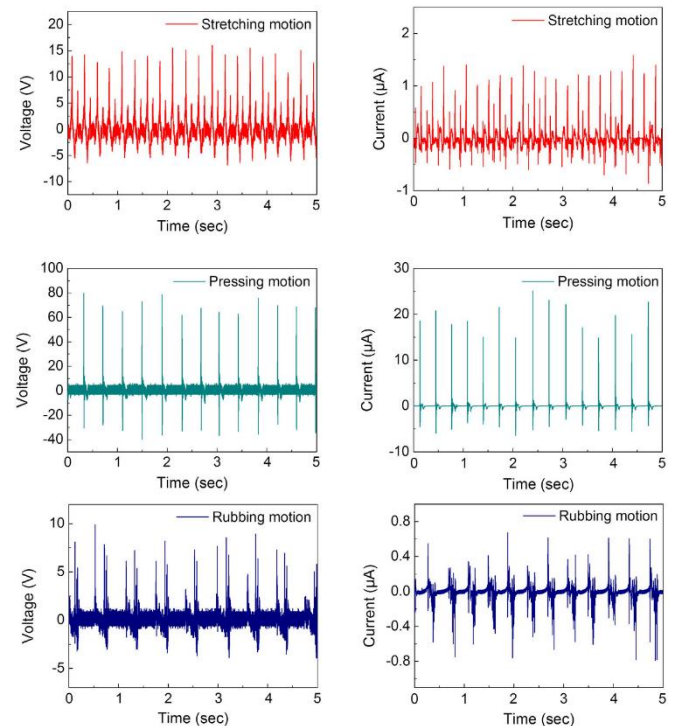 Stretching motion
Voltage (V)
20
15
10
5
0
-5
-10
0 1 2 3 4 5
Time (sec)
Stretching motion
Current (µA)
2
1
0
-1
0 1 2 3 4 5
Time (sec)
Pressing motion
Voltage (V)
100
80
60
40
20
0
-20
-40
0 1 2 3 4 5
Time (sec)
Pressing motion
Current (µA)
30
20
10
0
-10
0 1 2 3 4 5
Time (sec)
Rubbing motion
Voltage (V)
10
5
0
-5
0 1 2 3 4 5
Time (sec)
Rubbing motion
Current (µA)
0.8
0.4
0.0
-0.4
-0.8
0 1 2 3 4 5
Time (sec)